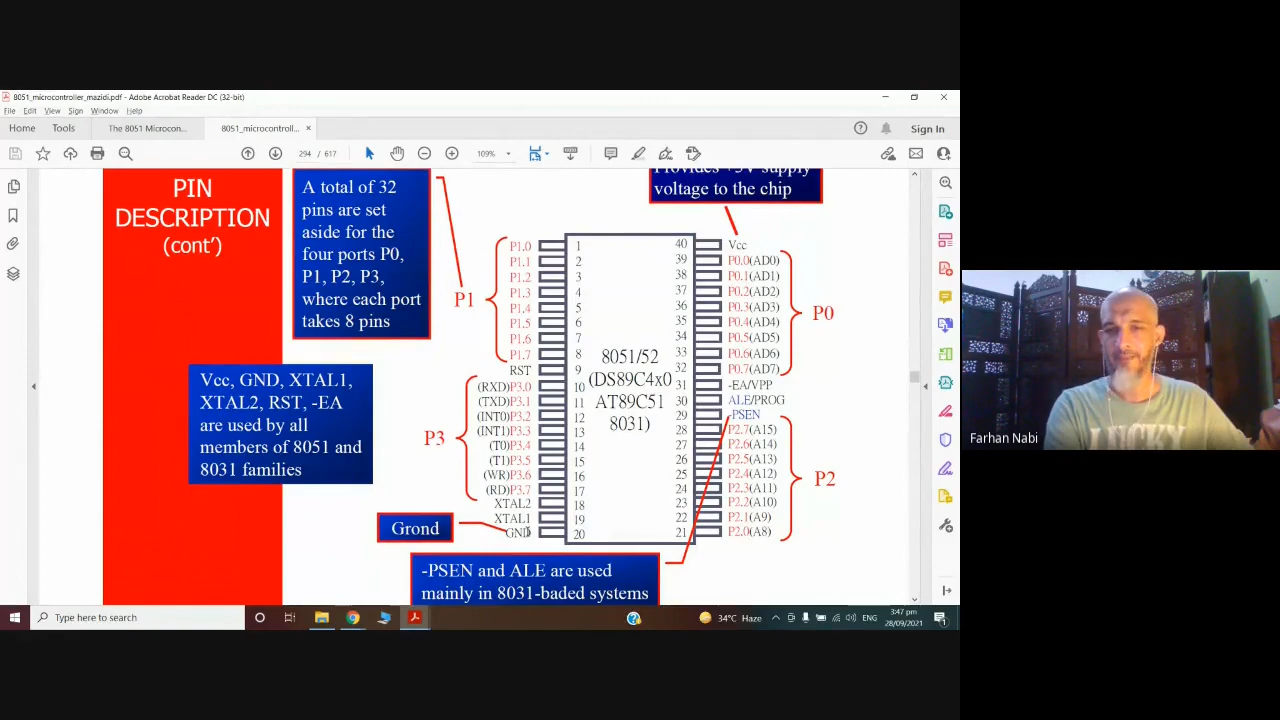 8051_microcontroller_mazidi.pdf - Adobe Acrobat Reader DC (32-bit)
File Edit View Sign Window Help
Home Tools The 8051 Microcon... 8051_microcontroll... × Sign In
294 / 617 109%
PIN
DESCRIPTION
(cont’)
A total of 32
pins are set
aside for the
four ports P0,
P1, P2, P3,
where each port
takes 8 pins
Provides +5V supply
voltage to the chip
Vcc, GND, XTAL1,
XTAL2, RST, -EA
are used by all
members of 8051 and
8031 families
P1
P3
P0
P2
P1.0 1 40 Vcc
P1.1 2 39 P0.0(AD0)
P1.2 3 38 P0.1(AD1)
P1.3 4 37 P0.2(AD2)
P1.4 5 36 P0.3(AD3)
P1.5 6 35 P0.4(AD4)
P1.6 7 34 P0.5(AD5)
P1.7 8 33 P0.6(AD6)
RST 9 32 P0.7(AD7)
(RXD)P3.0 10 31 -EA/VPP
(TXD)P3.1 11 30 ALE/PROG
(INT0)P3.2 12 29 -PSEN
(INT1)P3.3 13 28 P2.7(A15)
(T0)P3.4 14 27 P2.6(A14)
(T1)P3.5 15 26 P2.5(A13)
(WR)P3.6 16 25 P2.4(A12)
(RD)P3.7 17 24 P2.3(A11)
XTAL2 18 23 P2.2(A10)
XTAL1 19 22 P2.1(A9)
GND 20 21 P2.0(A8)
8051/52
(DS89C4x0
AT89C51
8031)
Grond
-PSEN and ALE are used
mainly in 8031-baded systems
Farhan Nabi
Type here to search
34°C Haze ENG
3:47 pm
28/09/2021